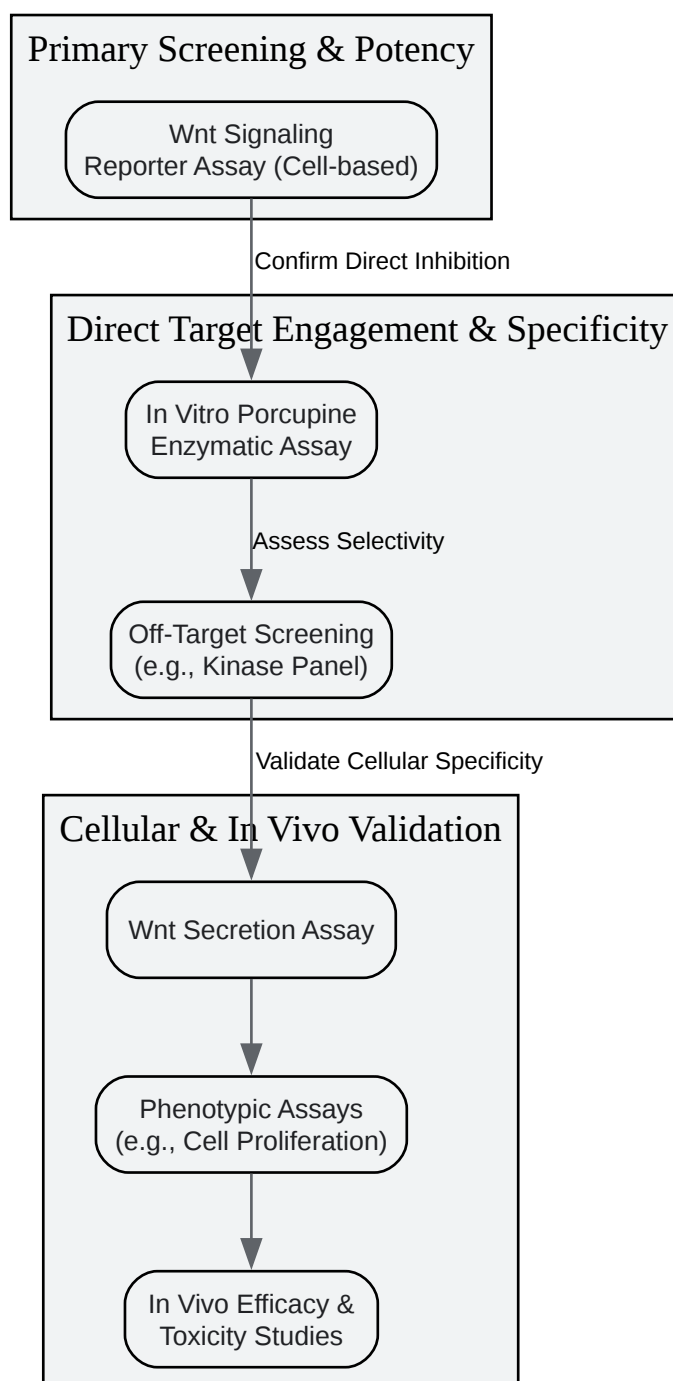 Primary Screening & Potency
Wnt Signaling
Reporter Assay (Cell-based)
Confirm Direct Inhibition
Direct Target Engagement & Specificity
In Vitro Porcupine
Enzymatic Assay
Assess Selectivity
Off-Target Screening
(e.g., Kinase Panel)
Validate Cellular Specificity
Cellular & In Vivo Validation
Wnt Secretion Assay
Phenotypic Assays
(e.g., Cell Proliferation)
In Vivo Efficacy &
Toxicity Studies